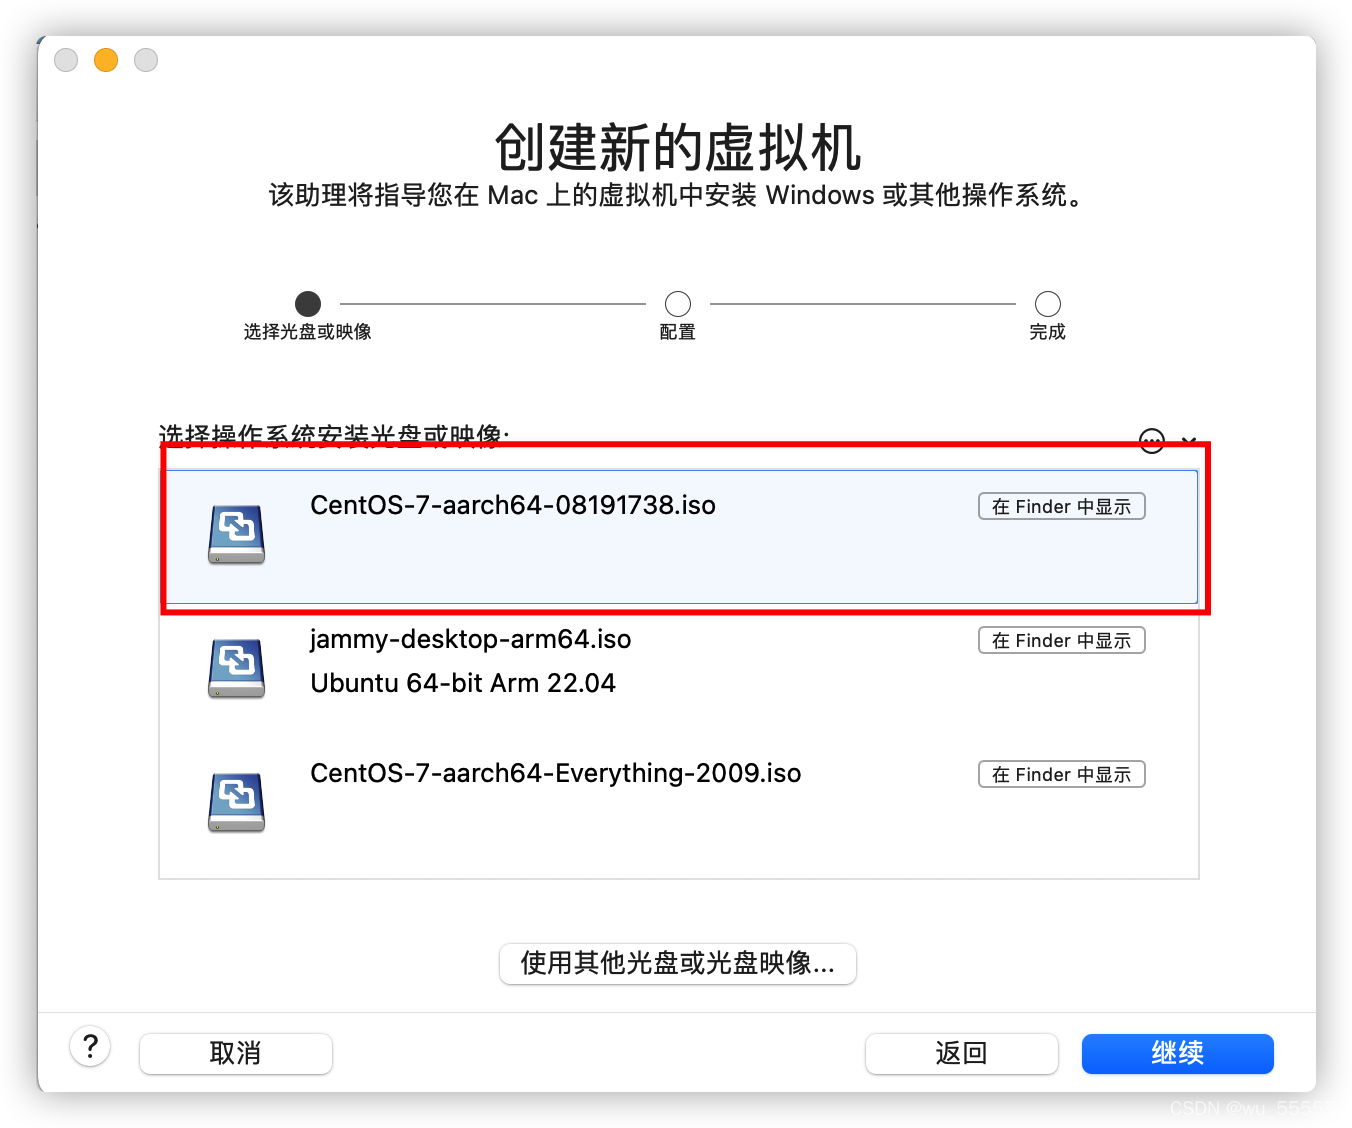 创建新的虚拟机
该助理将指导您在 Mac 上的虚拟机中安装 Windows 或其他操作系统。
选择光盘或映像
配置
完成
选择操作系统安装光盘或映像:
CentOS-7-aarch64-08191738.iso
在 Finder 中显示
jammy-desktop-arm64.iso
在 Finder 中显示
Ubuntu 64-bit Arm 22.04
CentOS-7-aarch64-Everything-2009.iso
在 Finder 中显示
使用其他光盘或光盘映像...
?
取消
返回
继续
CSDN